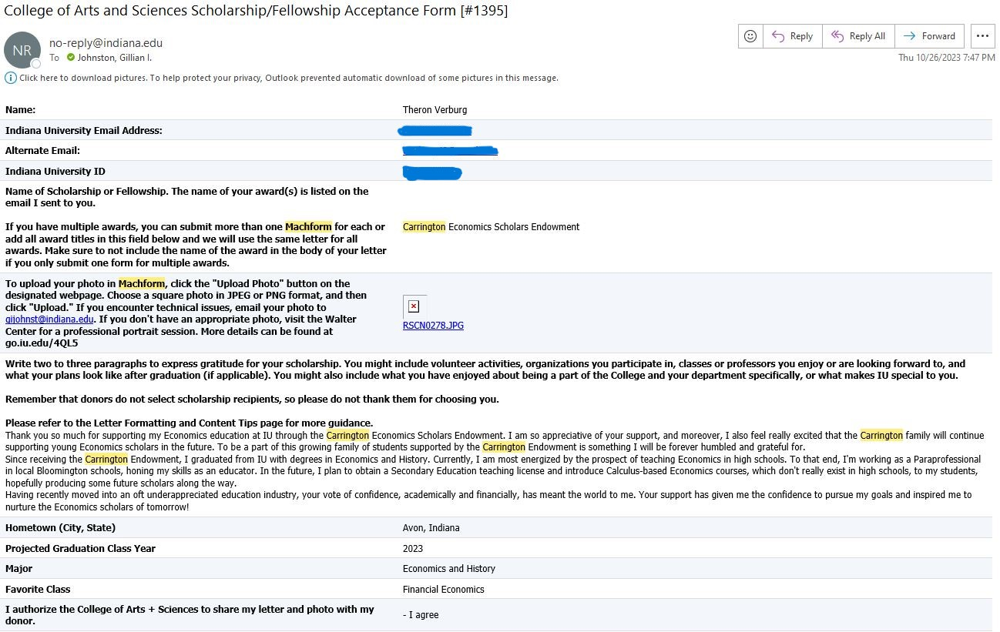 College of Arts and Sciences Scholarship/Fellowship Acceptance Form [#1395]
NR
no-reply@indiana.edu
To Johnston, Gillian I.
Reply
Reply All
Forward
Thu 10/26/2023 7:47 PM
Click here to download pictures. To help protect your privacy, Outlook prevented automatic download of some pictures in this message.
Name:
Theron Verburg
Indiana University Email Address:
Alternate Email:
Indiana University ID
Name of Scholarship or Fellowship. The name of your award(s) is listed on the
email I sent to you.
If you have multiple awards, you can submit more than one Machform for each or
add all award titles in this field below and we will use the same letter for all
awards. Make sure to not include the name of the award in the body of your letter
if you only submit one form for multiple awards.
Carrington Economics Scholars Endowment
To upload your photo in Machform, click the "Upload Photo" button on the
designated webpage. Choose a square photo in JPEG or PNG format, and then
click "Upload." If you encounter technical issues, email your photo to
gijohnst@indiana.edu. If you don't have an appropriate photo, visit the Walter
Center for a professional portrait session. More details can be found at
go.iu.edu/4QL5
RSCN0278.JPG
Write two to three paragraphs to express gratitude for your scholarship. You might include volunteer activities, organizations you participate in, classes or professors you enjoy or are looking forward to, and
what your plans look like after graduation (if applicable). You might also include what you have enjoyed about being a part of the College and your department specifically, or what makes IU special to you.
Remember that donors do not select scholarship recipients, so please do not thank them for choosing you.
Please refer to the Letter Formatting and Content Tips page for more guidance.
Thank you so much for supporting my Economics education at IU through the Carrington Economics Scholars Endowment. I am so appreciative of your support, and moreover, I also feel really excited that the Carrington family will continue
supporting young Economics scholars in the future. To be a part of this growing family of students supported by the Carrington Endowment is something I will be forever humbled and grateful for.
Since receiving the Carrington Endowment, I graduated from IU with degrees in Economics and History. Currently, I am most energized by the prospect of teaching Economics in high schools. To that end, I'm working as a Paraprofessional
in local Bloomington schools, honing my skills as an educator. In the future, I plan to obtain a Secondary Education teaching license and introduce Calculus-based Economics courses, which don't really exist in high schools, to my students,
hopefully producing some future scholars along the way.
Having recently moved into an oft underappreciated education industry, your vote of confidence, academically and financially, has meant the world to me. Your support has given me the confidence to pursue my goals and inspired me to
nurture the Economics scholars of tomorrow!
Hometown (City, State)
Avon, Indiana
Projected Graduation Class Year
2023
Major
Economics and History
Favorite Class
Financial Economics
I authorize the College of Arts + Sciences to share my letter and photo with my
donor.
- I agree